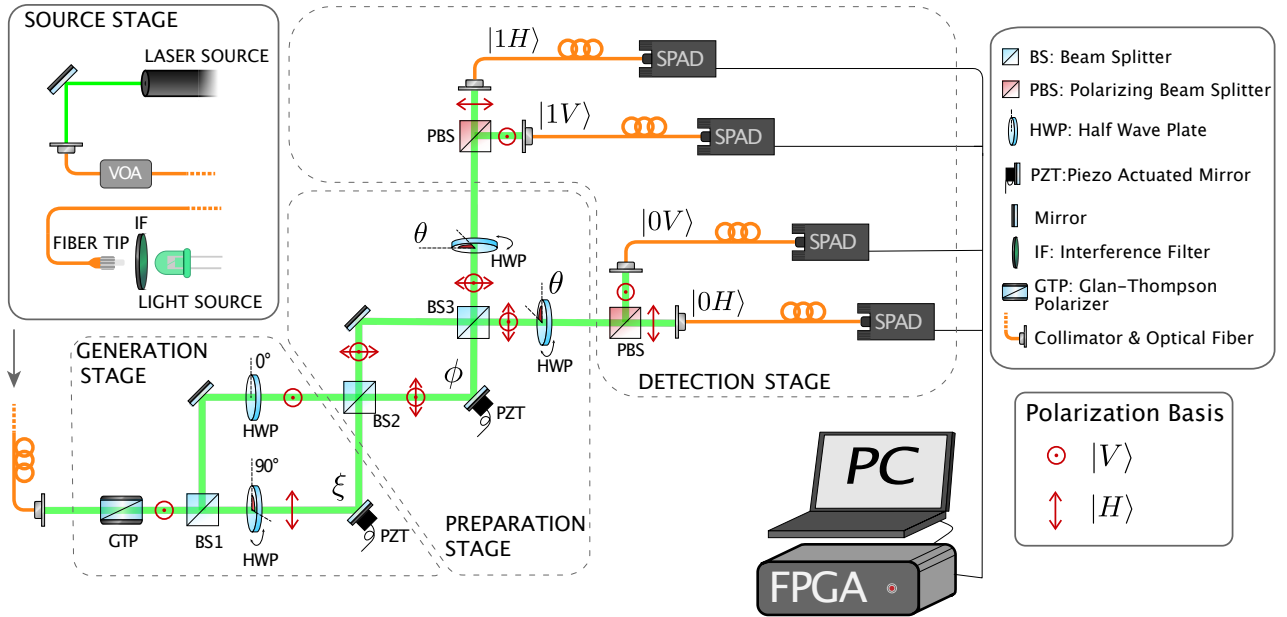 SOURCE STAGE
LASER SOURCE
VOA
IF
FIBER TIP
LIGHT SOURCE
|1H⟩
SPAD
PBS
|1V⟩
SPAD
θ
HWP
|0V⟩
SPAD
θ
BS3
HWP
|0H⟩
SPAD
PBS
DETECTION STAGE
GENERATION
STAGE
0°
HWP
BS2
ϕ
PZT
90°
ξ
GTP
BS1
HWP
PZT
PREPARATION
STAGE
PC
FPGA
BS: Beam Splitter
PBS: Polarizing Beam Splitter
HWP: Half Wave Plate
PZT:Piezo Actuated Mirror
Mirror
IF: Interference Filter
GTP: Glan-Thompson
Polarizer
Collimator & Optical Fiber
Polarization Basis
|V⟩
|H⟩